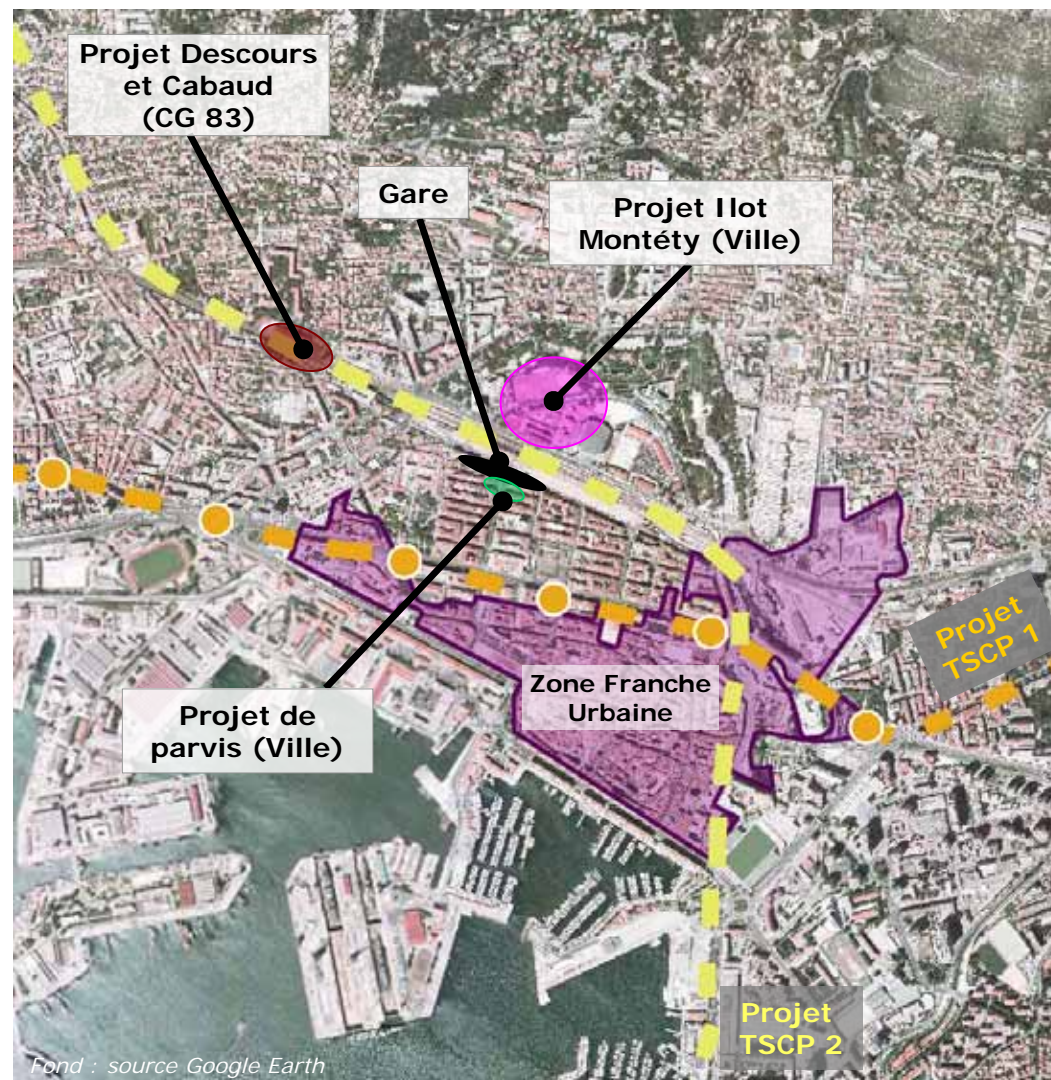 Projet Descours
et Cabaud
(CG 83)
Gare
Projet Ilot
Montéty (Ville)
Projet
TSCP 1
Zone Franche
Urbaine
Projet de
parvis (Ville)
Projet
TSCP 2
Fond : source Google Earth